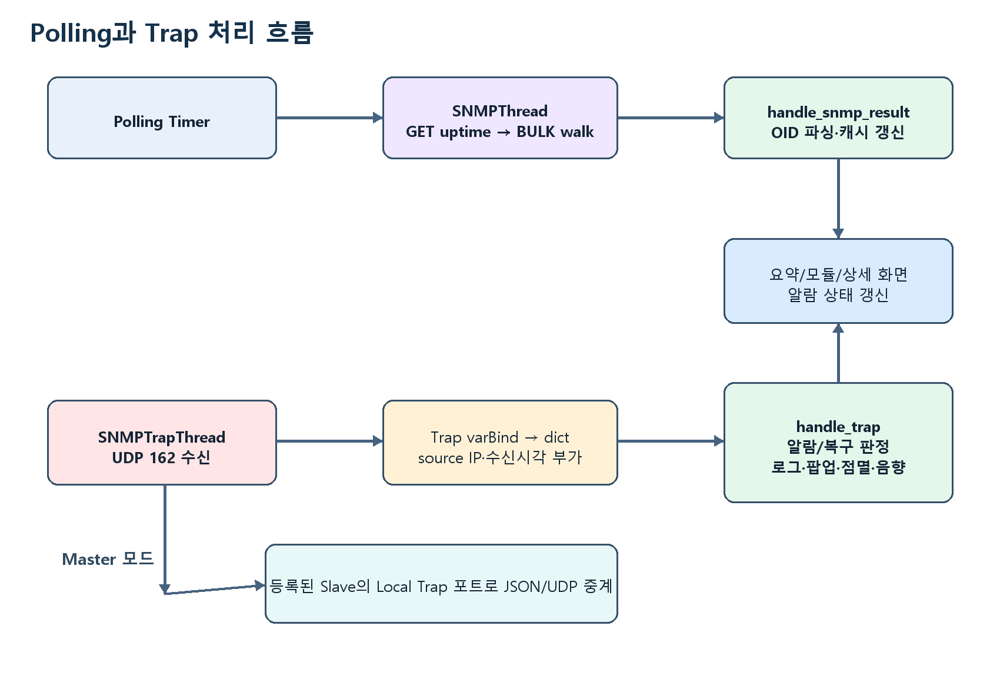 Polling과 Trap 처리 흐름
Polling Timer
SNMPThread
GET uptime → BULK walk
handle_snmp_result
OID 파싱·캐시 갱신
요약/모듈/상세 화면
알람 상태 갱신
SNMPTrapThread
UDP 162 수신
Trap varBind → dict
source IP·수신시각 부가
handle_trap
알람/복구 판정
로그·팝업·점멸·음향
Master 모드
등록된 Slave의 Local Trap 포트로 JSON/UDP 중계